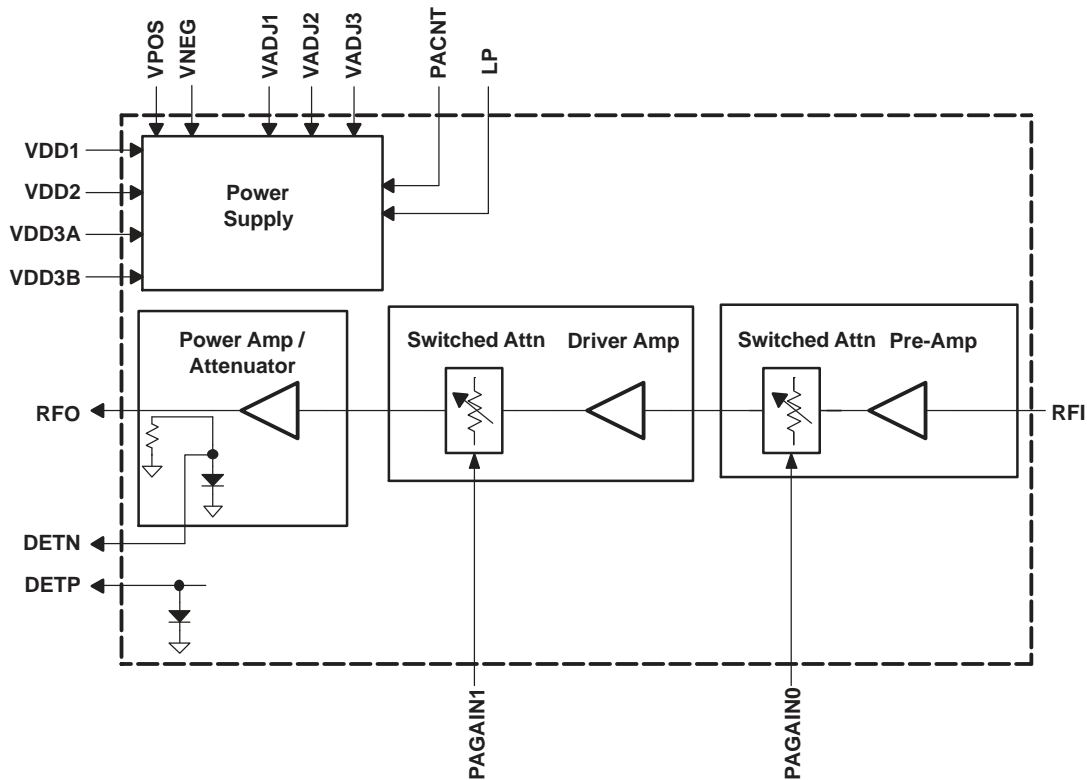 VPOS
VNEG
VADJ1
VADJ2
VADJ3
PACNT
LP
VDD1
VDD2
VDD3A
VDD3B
Power
Supply
Power Amp /
Attenuator
Switched Attn
Driver Amp
Switched Attn
Pre-Amp
RFO
RFI
DETN
DETP
PAGAIN1
PAGAIN0